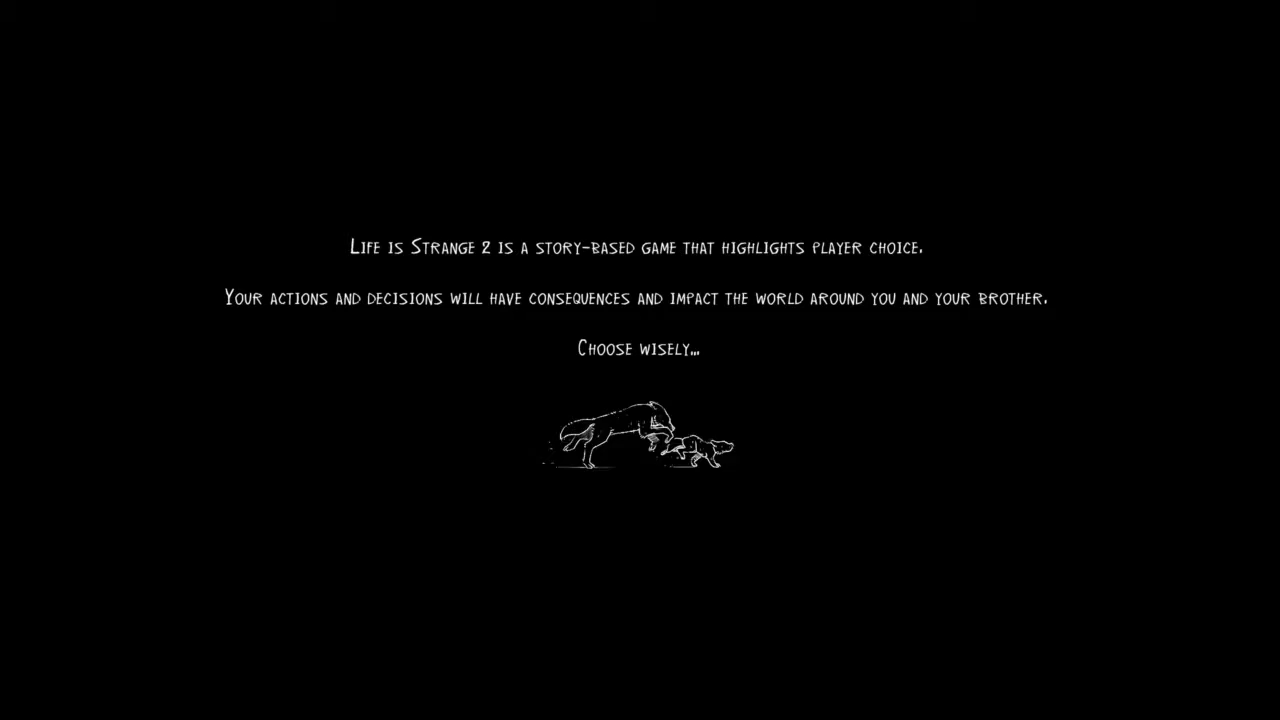 Life is Strange 2 is a story-based game that highlights player choice.
Your actions and decisions will have consequences and impact the world around you and your brother.
Choose wisely...